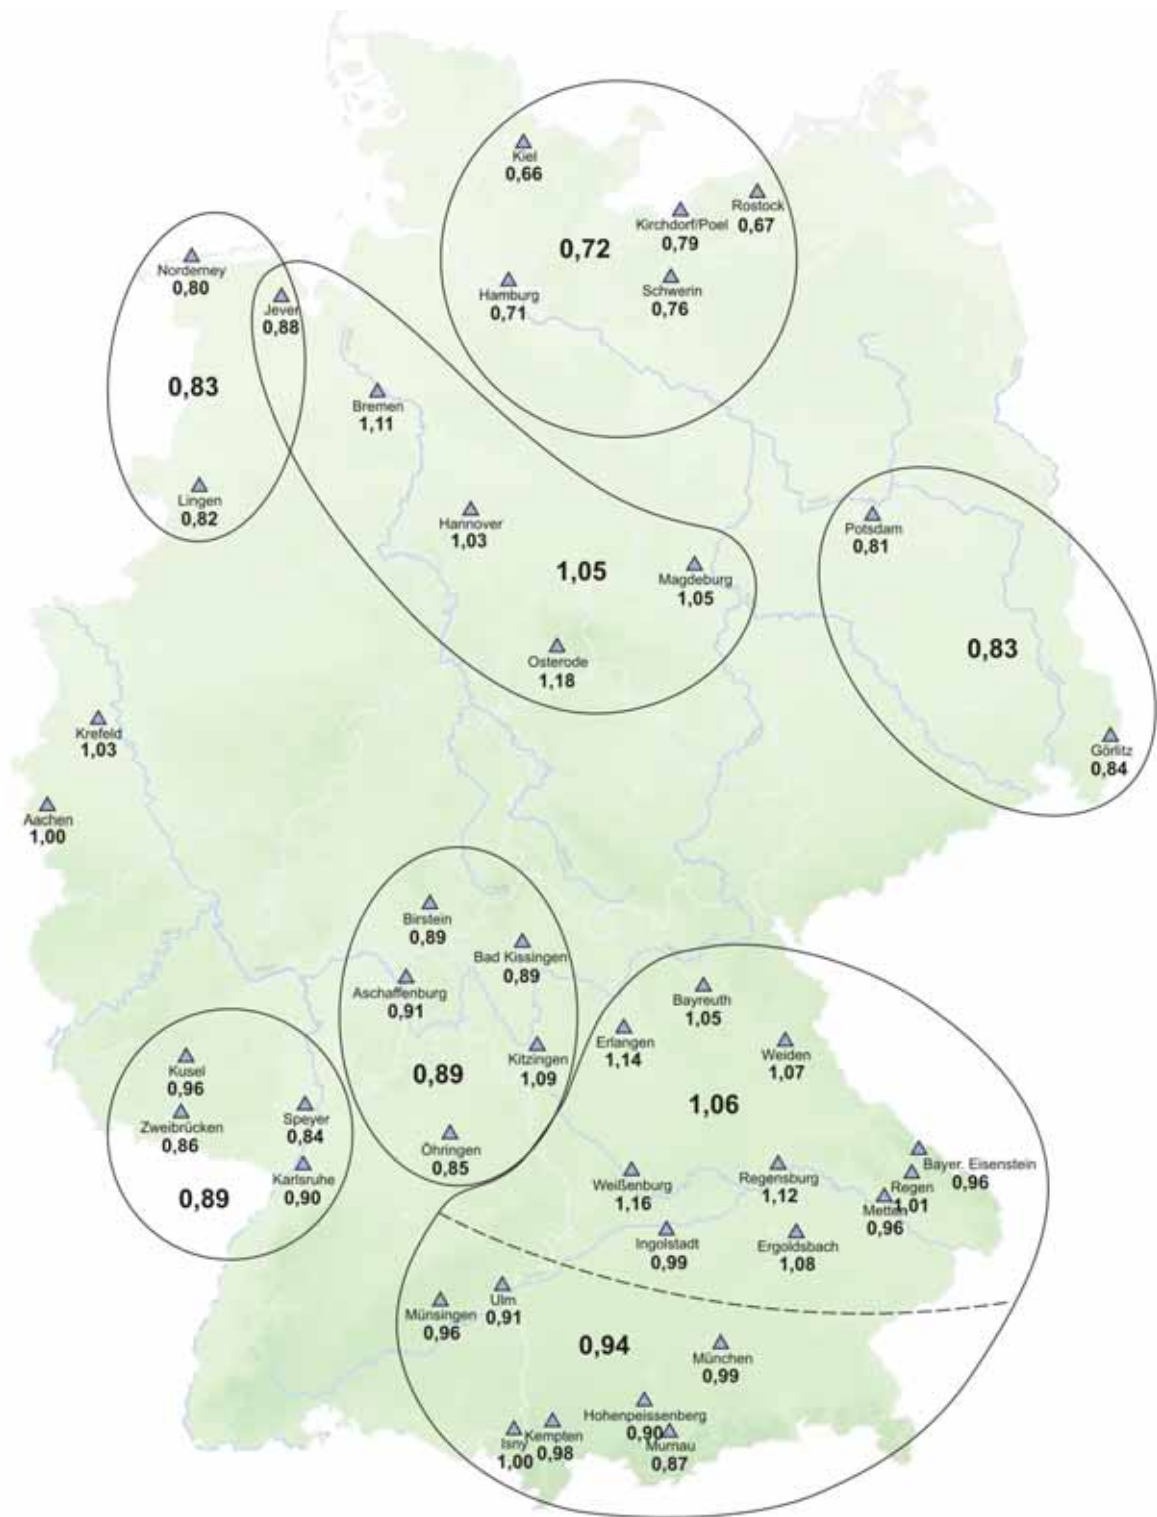 Kiel
0,66
Rostock
0,67
Kirchdorf/Poel
0,79
0,72
Norderney
0,80
Schwerin
0,76
Hamburg
0,71
Jever
0,88
0,83
Bremen
1,11
Lingen
0,82
Hannover
1,03
Potsdam
0,81
1,05
Magdeburg
1,05
Osterode
1,18
0,83
Krefeld
1,03
Görlitz
0,84
Aachen
1,00
Birstein
0,89
Bad Kissingen
0,89
Aschaffenburg
0,91
Bayreuth
1,05
Erlangen
1,14
Weiden
1,07
Kitzingen
1,09
0,89
Kusel
0,96
1,06
Zweibrücken
0,86
Speyer
0,84
Öhringen
0,85
Bayer. Eisenstein
0,96
Karlsruhe
0,90
0,89
Weißenburg
1,16
Regensburg
1,12
Regen
1,01
Metten
0,96
Ingolstadt
0,99
Ergoldsbach
1,08
Ulm
0,91
Münsingen
0,96
0,94
München
0,99
Hohenpeissenberg
0,90
Kempten
0,98
Isny
1,00
Murnau
0,87